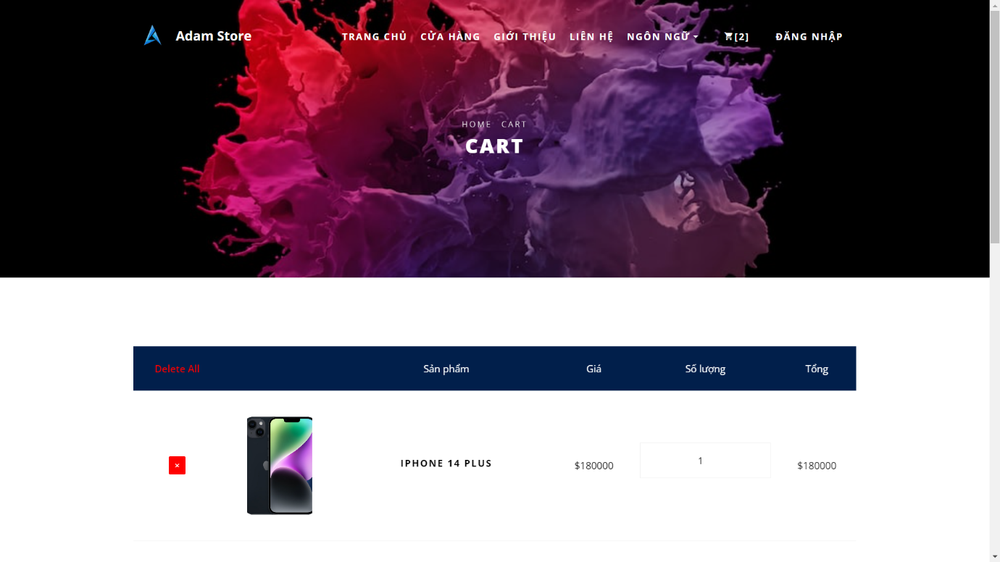 Adam Store TRANG CHỦ CỬA HÀNG GIỚI THIỆU LIÊN HỆ NGÔN NGỮ [2] ĐĂNG NHẬP
HOME CART
CART
Delete All Sản phẩm Giá Số lượng Tổng
× IPHONE 14 PLUS $180000 1 $180000